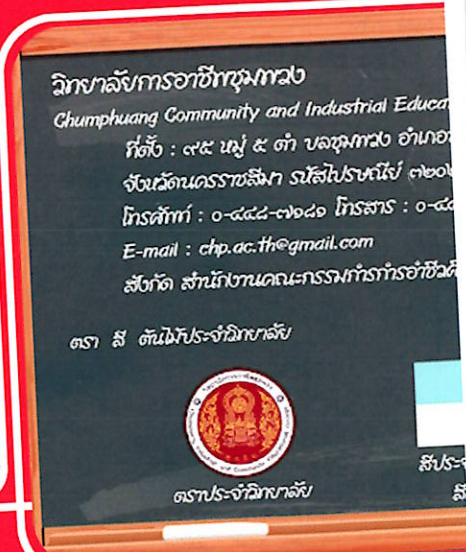 วิทยาลัยการอาชีพชุมพวง
Chumphuang Community and Industrial Educa
ที่ตั้ง : ๙๕ หมู่ ๕ ตำ บลชุมพวง อำเภอ
จังหวัดนครราชสีมา รหัสไปรษณีย์ ๓๐๒
โทรศัพท์ : ๐-๔๔๔-๗๑๘๑ โทรสาร : ๐-๔
E-mail : chp.ac.th@gmail.com
สังกัด สำนักงานคณะกรรมการการอาชีวศึ
ตรา สี ต้นไม้ประจำวิทยาลัย
ตราประจำวิทยาลัย
สีประจ
สี